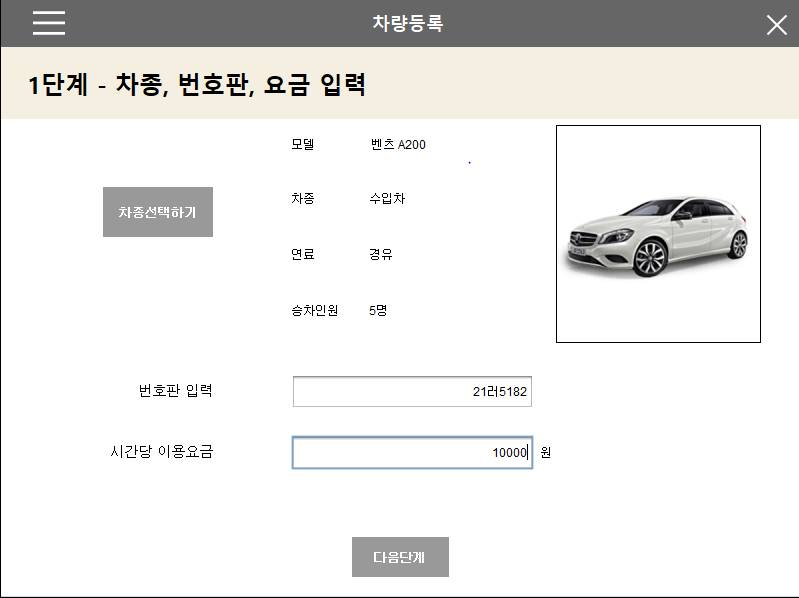 차량등록
1단계 - 차종, 번호판, 요금 입력
모델 벤츠 A200
차종선택하기
차종 수입차
연료 경유
승차인원 5명
번호판 입력 21러5182
시간당 이용요금 10000 원
다음단계